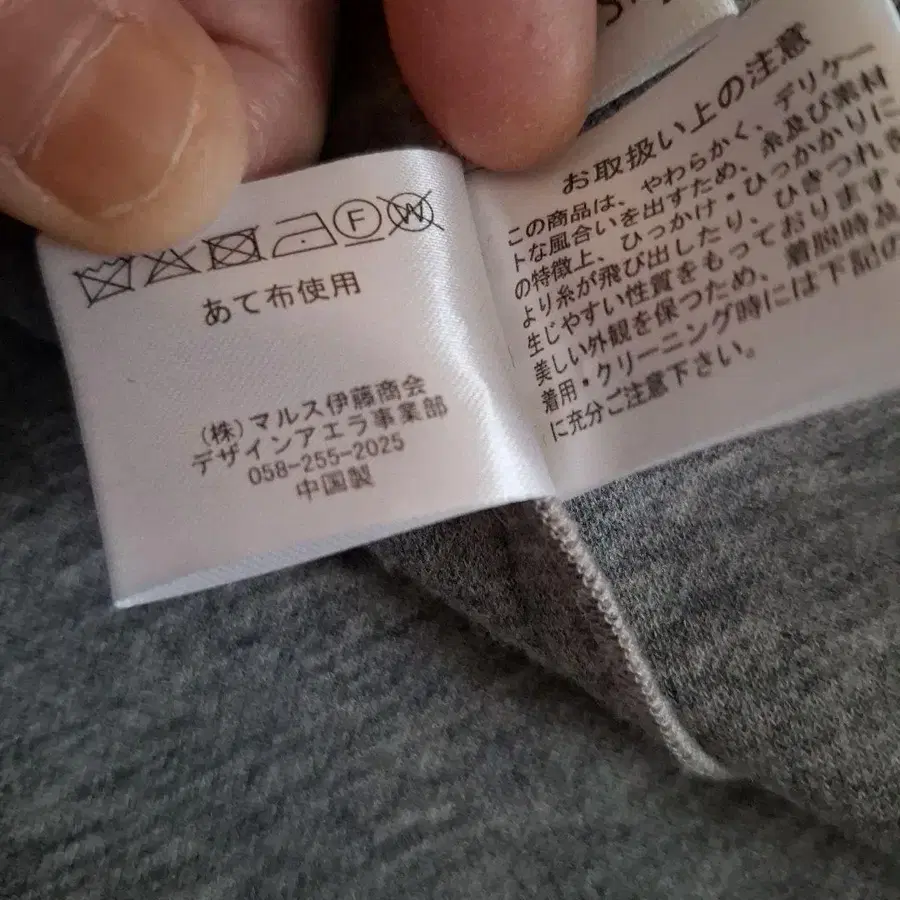 F W
あて布使用
(株)マルス伊藤商会
デザインアエラ事業部
058-255-2025
中国製
お取扱い上の注意
この商品は、やわらかく、デリケー
トな風合いを出すため、糸及び素材
の特徴上、ひっかけ・ひっかかりに
より糸が飛び出したり、ひきつれを
生じやすい性質をもっております。
美しい外観を保つため、着脱時及
着用・クリーニング時には下記の
に充分ご注意下さい。